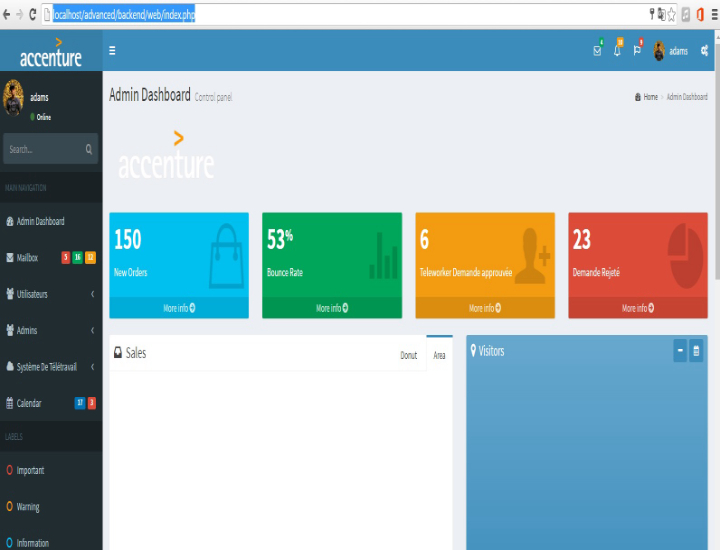 localhost/advanced/backend/web/index.php
accenture
adams
adams
Online
Search...
MAIN NAVIGATION
Admin Dashboard
Mailbox 5 16 12
Utilisateurs
Admins
Système De Télétravail
Calendar 17 3
LABELS
Important
Warning
Information
Admin Dashboard Control panel
Home > Admin Dashboard
accenture
150
New Orders
More info
53%
Bounce Rate
More info
6
Teleworker Demande approuvée
More info
23
Demande Rejeté
More info
Sales
Donut
Area
Visitors